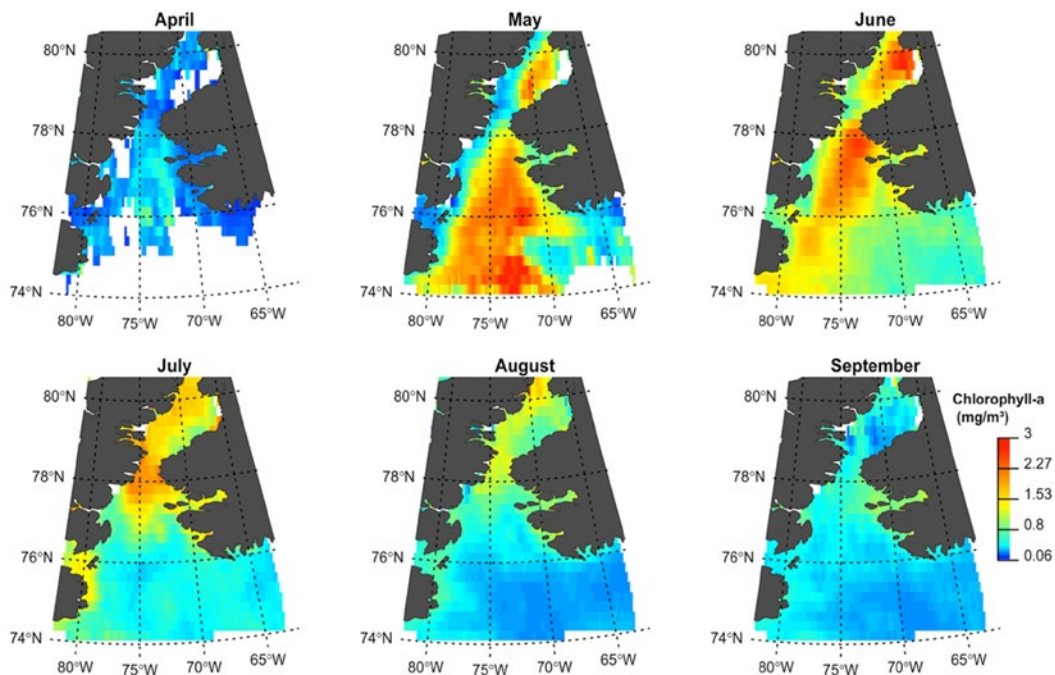 April
May
June
80°N
78°N
76°N
74°N
80°W
75°W
70°W
65°W
80°N
78°N
76°N
74°N
80°W
75°W
70°W
65°W
80°N
78°N
76°N
74°N
80°W
75°W
70°W
65°W
July
August
September
80°N
78°N
76°N
74°N
80°W
75°W
70°W
65°W
80°N
78°N
76°N
74°N
80°W
75°W
70°W
65°W
80°N
78°N
76°N
74°N
80°W
75°W
70°W
65°W
Chlorophyll-a
(mg/m³)
3
2.27
1.53
0.8
0.06